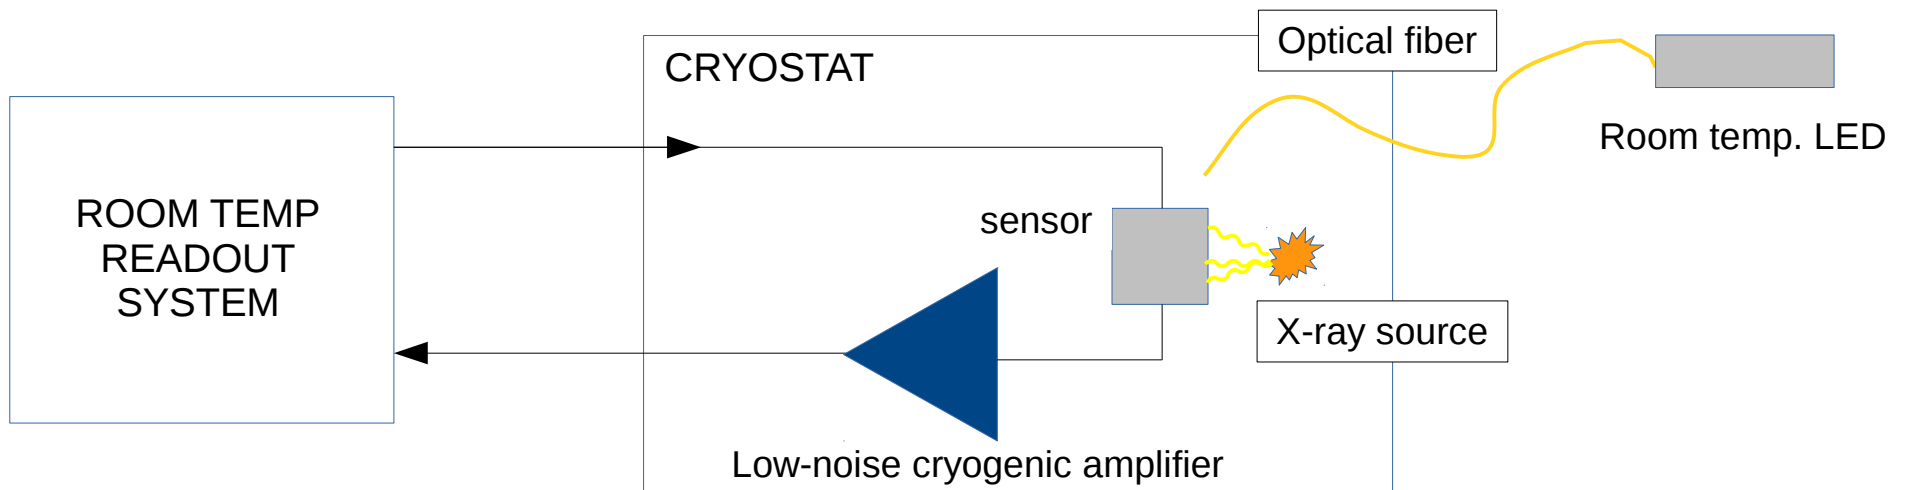 Optical fiber
CRYOSTAT
Room temp. LED
ROOM TEMP
READOUT
SYSTEM
sensor
X-ray source
Low-noise cryogenic amplifier